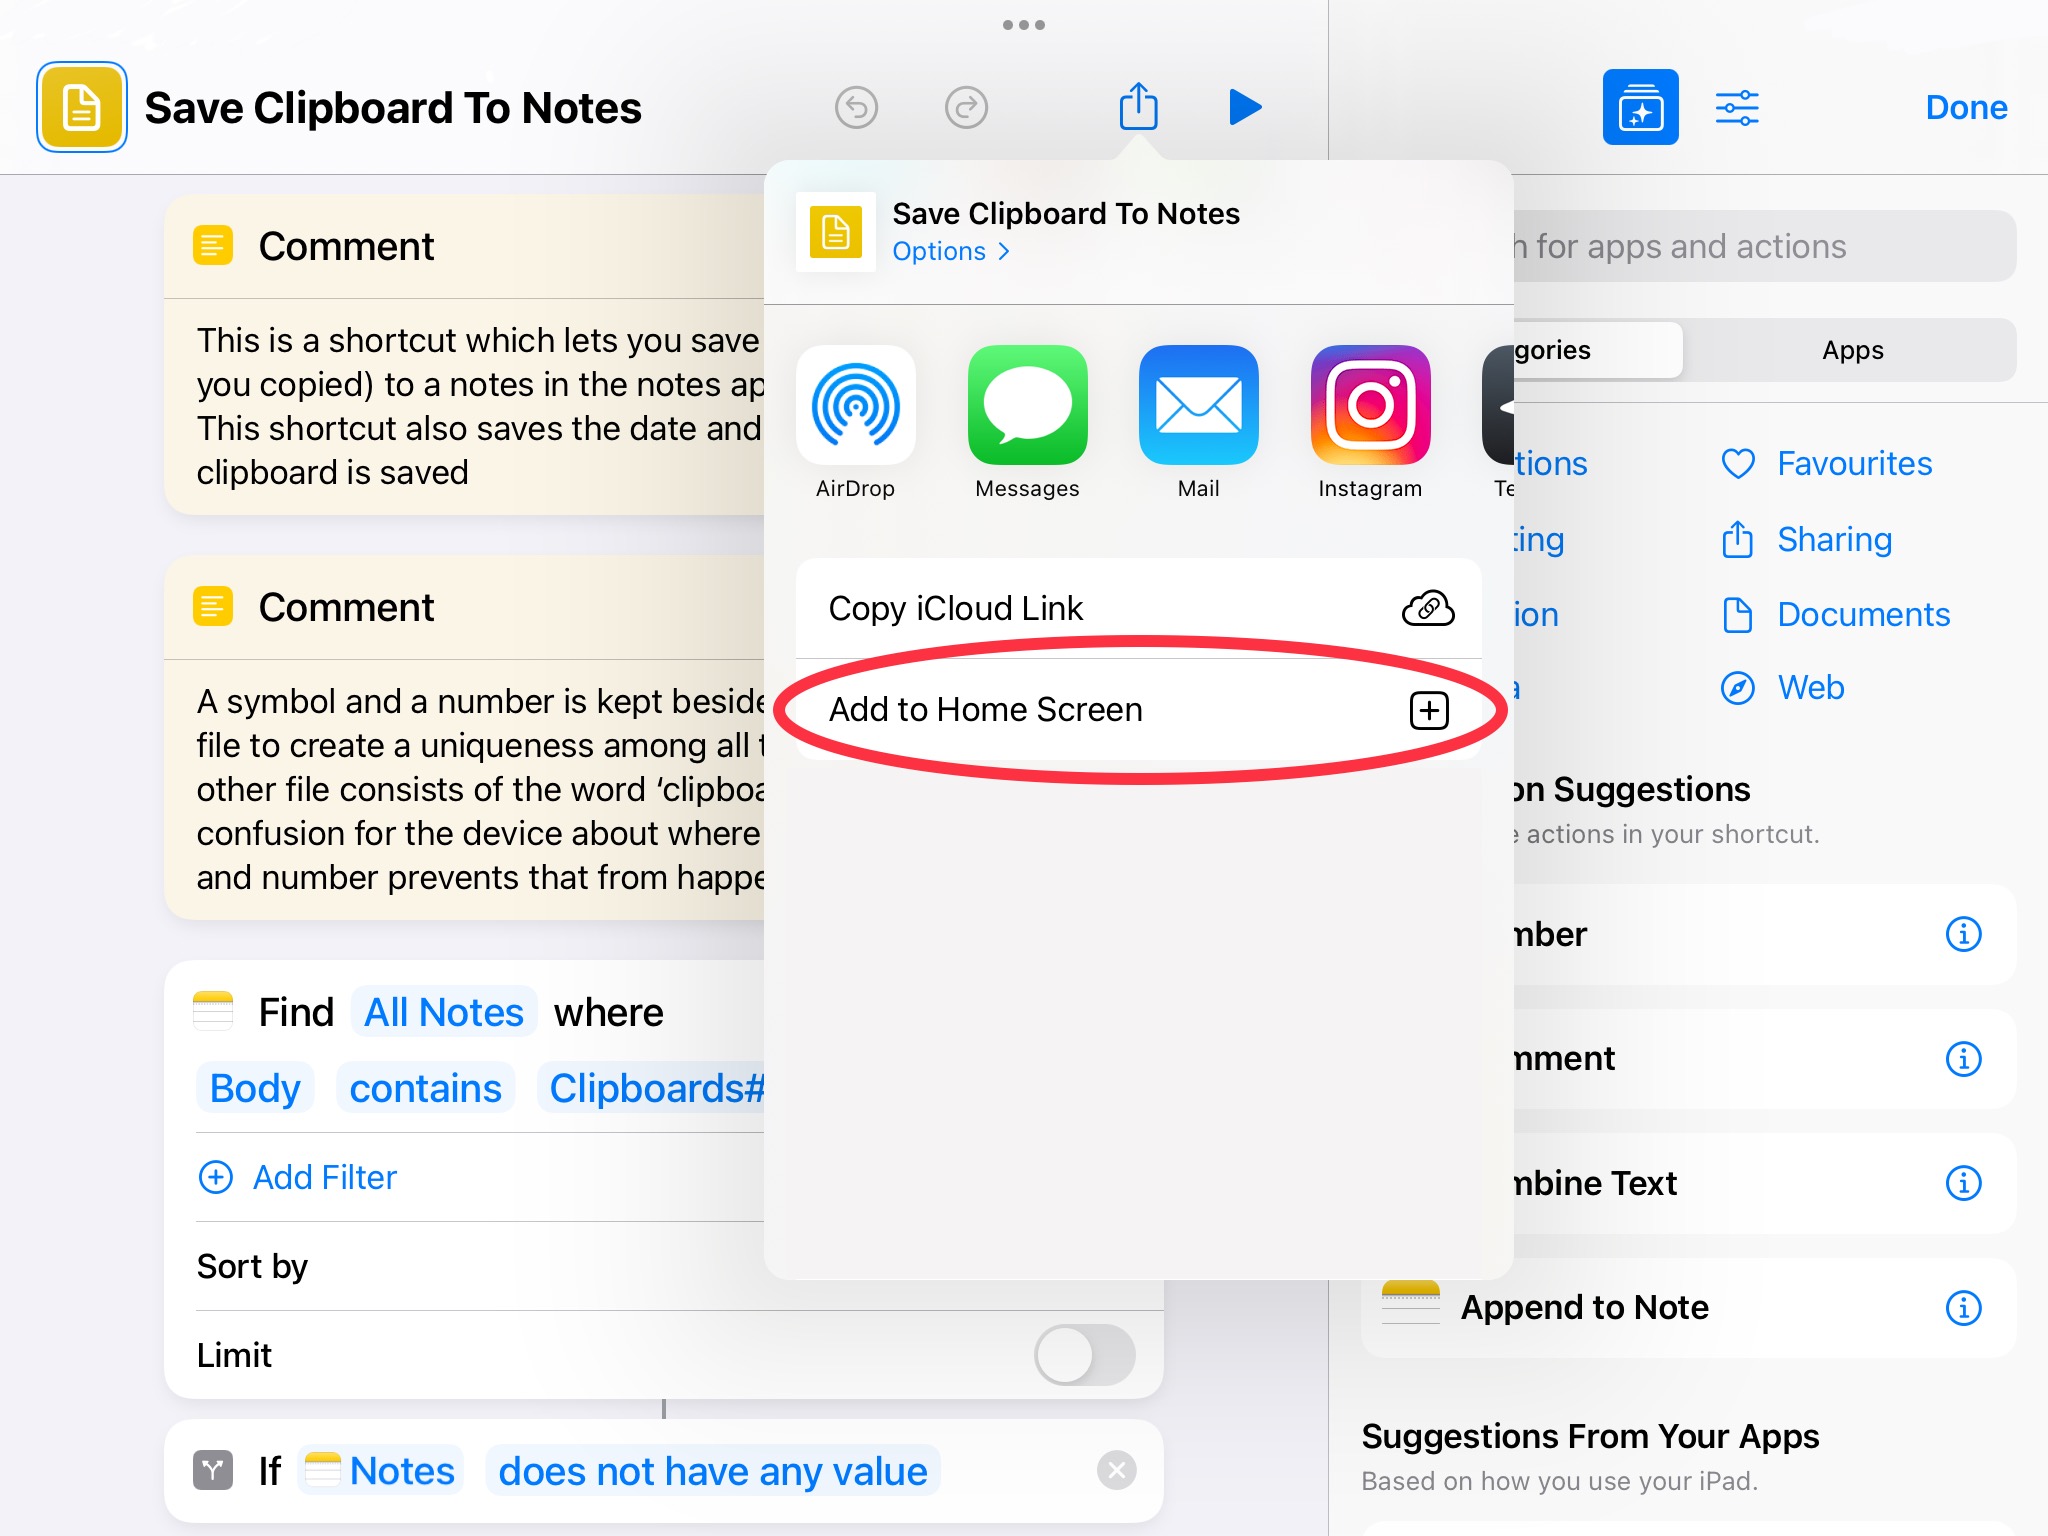 Save Clipboard To Notes
Done
Comment
This is a shortcut which lets you save
you copied) to a notes in the notes ap
This shortcut also saves the date and
clipboard is saved
Comment
A symbol and a number is kept beside
file to create a uniqueness among all t
other file consists of the word ‘clipboa
confusion for the device about where
and number prevents that from happe
Find All Notes where
Body contains Clipboards#
Add Filter
Sort by
Limit
If Notes does not have any value
Save Clipboard To Notes
Options
AirDrop
Messages
Mail
Instagram
Te
Copy iCloud Link
Add to Home Screen
h for apps and actions
gories
Apps
tions
Favourites
ting
Sharing
ion
Documents
a
Web
on Suggestions
e actions in your shortcut.
mber
mment
mbine Text
Append to Note
Suggestions From Your Apps
Based on how you use your iPad.